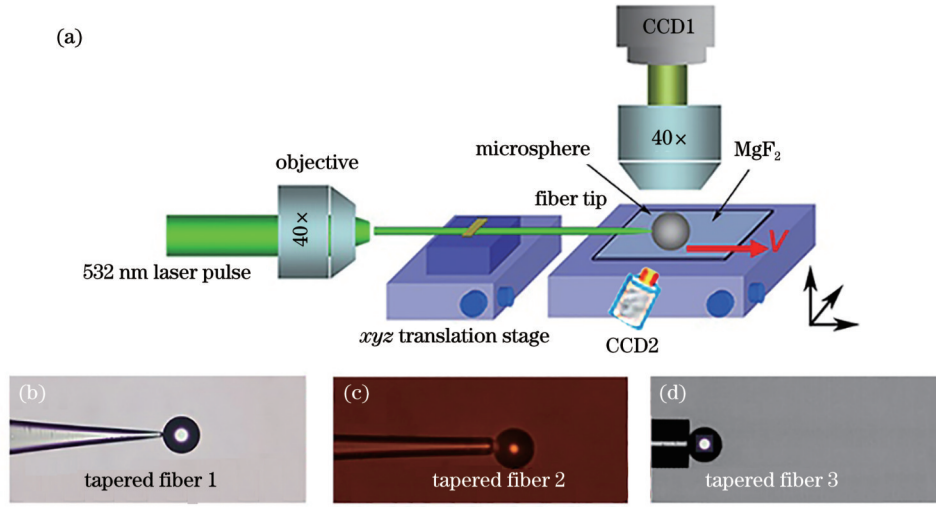 (a)
CCD1
40×
microsphere
MgF₂
objective
fiber tip
40×
V
532 nm laser pulse
xyz translation stage
CCD2
(b)
(c)
(d)
tapered fiber 1
tapered fiber 2
tapered fiber 3